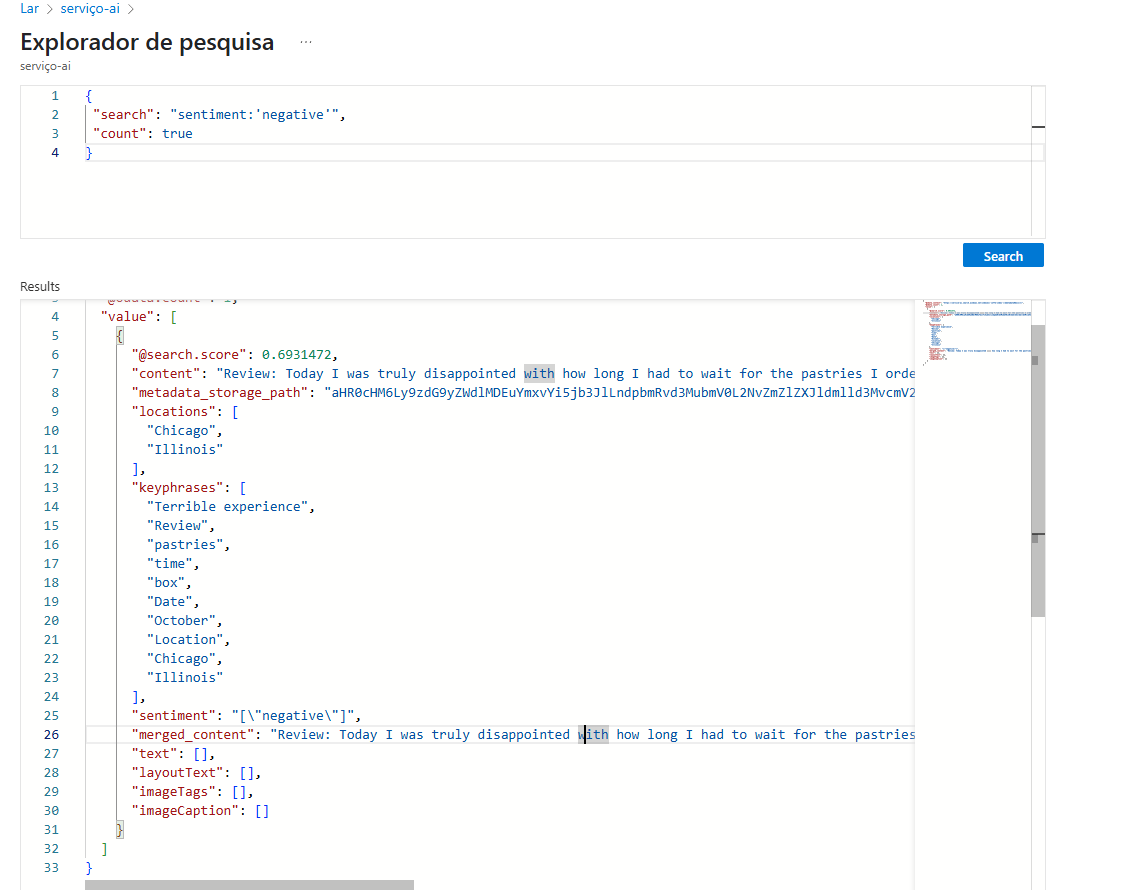 Lar > serviço-ai >
Explorador de pesquisa ...
serviço-ai
1 {
2 "search": "sentiment:'negative'",
3 "count": true
4 }
Search
Results
4 "value": [
5 {
6 "@search.score": 0.6931472,
7 "content": "Review: Today I was truly disappointed with how long I had to wait for the pastries I orde
8 "metadata_storage_path": "aHR0cHM6Ly9zdG9yZWdlMDEuYmxvYi5jb3JlLndpbmRvd3MubmV0L2NvZmZlZXJldmlld3MvcmV2
9 "locations": [
10 "Chicago",
11 "Illinois"
12 ],
13 "keyphrases": [
14 "Terrible experience",
15 "Review",
16 "pastries",
17 "time",
18 "box",
19 "Date",
20 "October",
21 "Location",
22 "Chicago",
23 "Illinois"
24 ],
25 "sentiment": "[\"negative\"]",
26 "merged_content": "Review: Today I was truly disappointed with how long I had to wait for the pastries
27 "text": [],
28 "layoutText": [],
29 "imageTags": [],
30 "imageCaption": []
31 }
32 ]
33 }